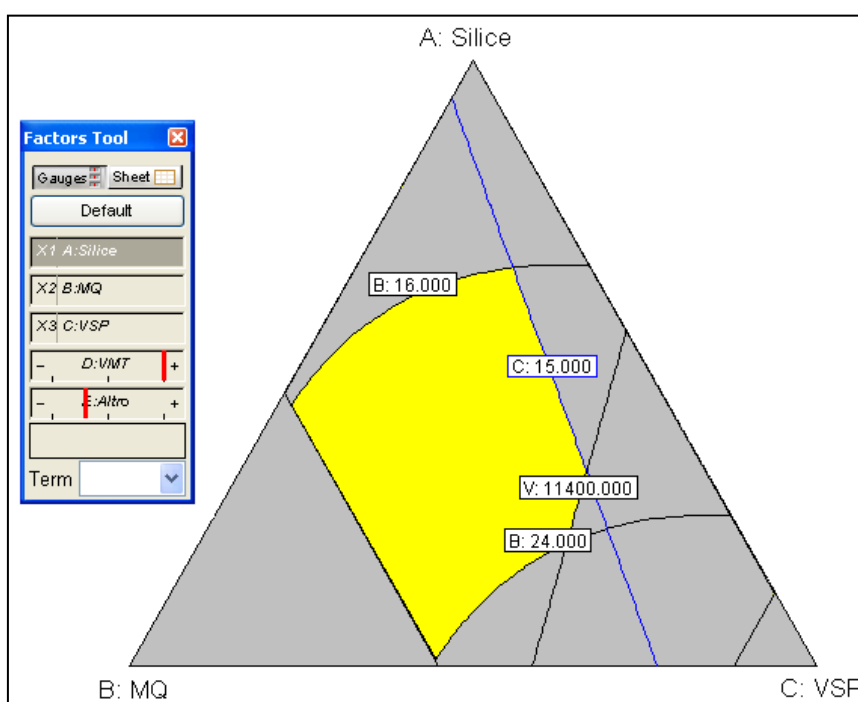 A: Silice
Factors Tool
Gauges Sheet
Default
X1 A:Silice
X2 B:MQ
X3 C:VSP
− D:VMT +
− E:Altro +
Term
B: 16.000
C: 15.000
V: 11400.000
B: 24.000
B: MQ
C: VSP